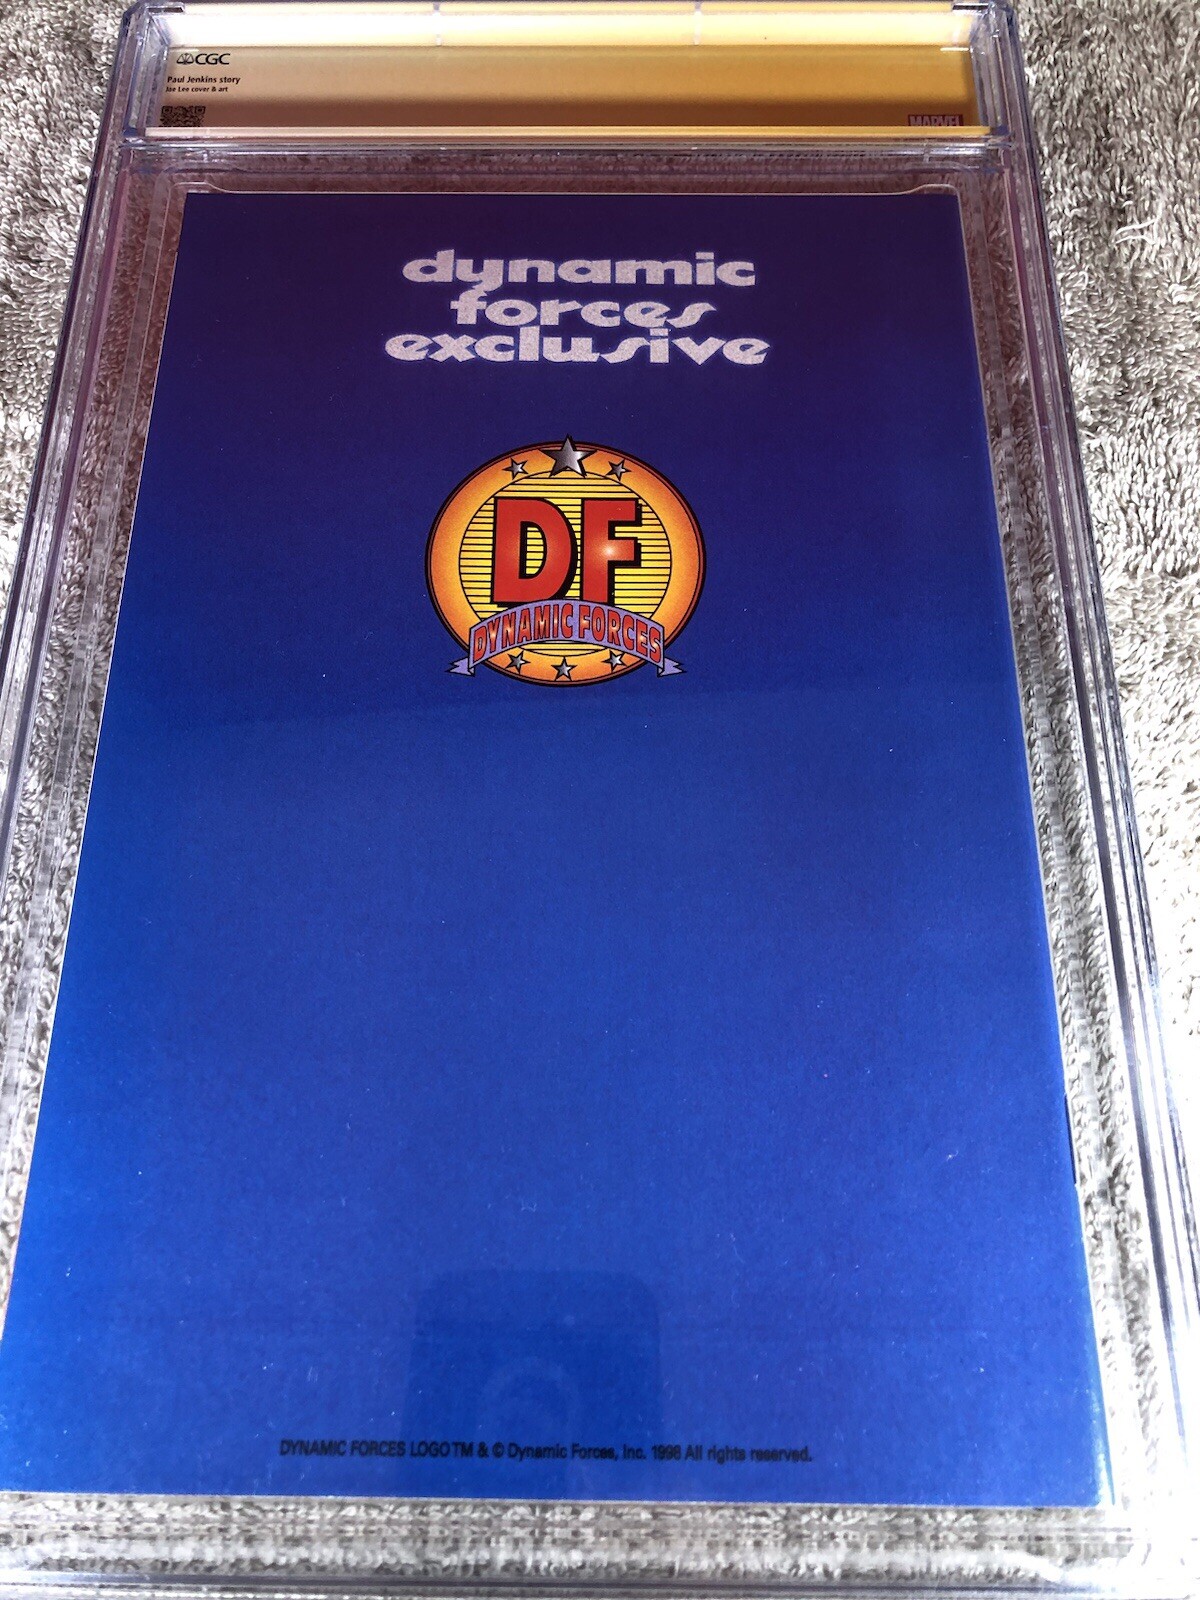 CGC
Paul Jenkins story
Jae Lee cover & art
MARVEL
dynamic
forces
exclusive
DF
DYNAMIC FORCES
DYNAMIC FORCES LOGO TM & © Dynamic Forces, Inc. 1998 All rights reserved.